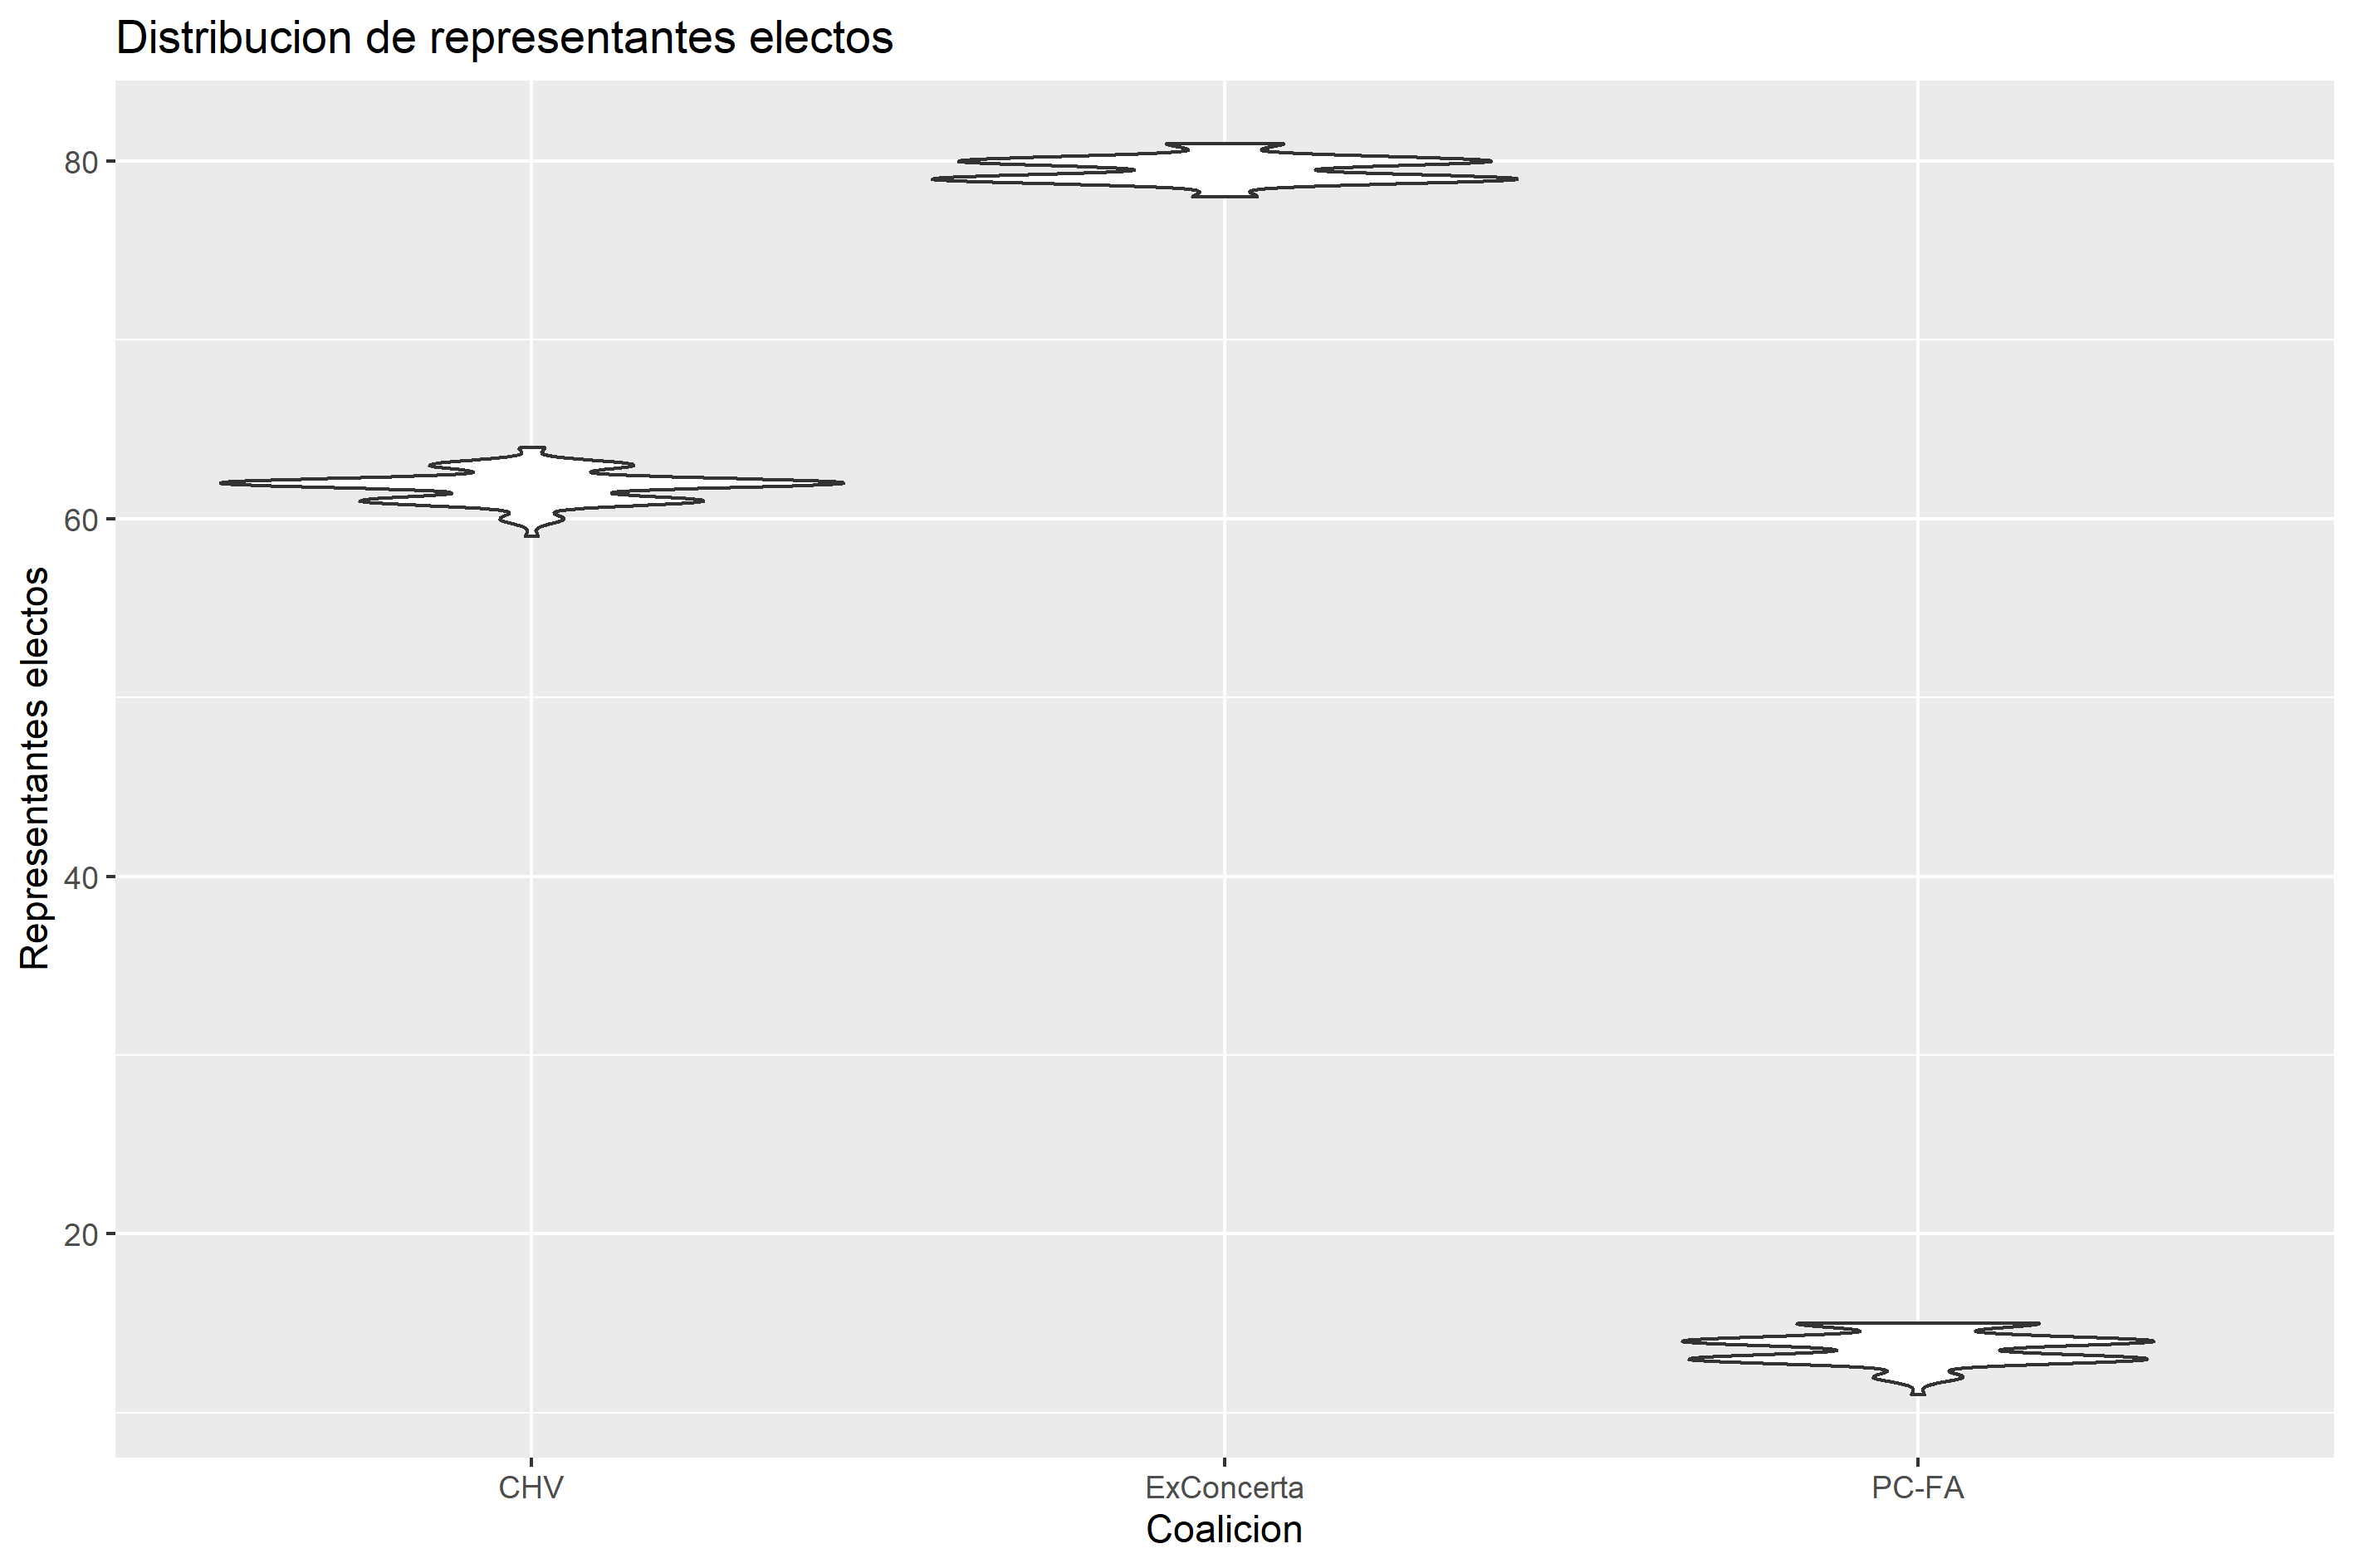 Distribucion de representantes electos
Representantes electos
80
60
40
20
CHV
ExConcerta
PC-FA
Coalicion